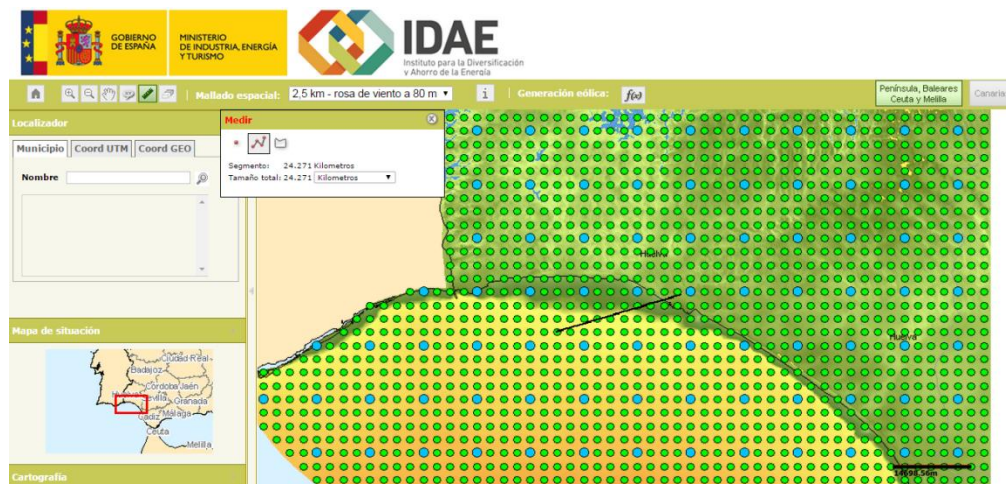 GOBIERNO
DE ESPAÑA
MINISTERIO
DE INDUSTRIA, ENERGÍA
Y TURISMO
IDAE
Instituto para la Diversificación
y Ahorro de la Energía
Mallado espacial: 2,5 km - rosa de viento a 80 m
i
Generación eólica: f(x)
Península, Baleares
Ceuta y Melilla
Canaria
Localizador
Municipio
Coord UTM
Coord GEO
Nombre
Medir
Segmento: 24.271 Kilometros
Tamaño total: 24.271 Kilometros
Huelva
Huelva
Mapa de situación
Ciudad Real
Badajoz
Córdoba
Jaén
Sevilla
Granada
Cádiz
Málaga
Ceuta
Melilla
Cartografía
14698.56m